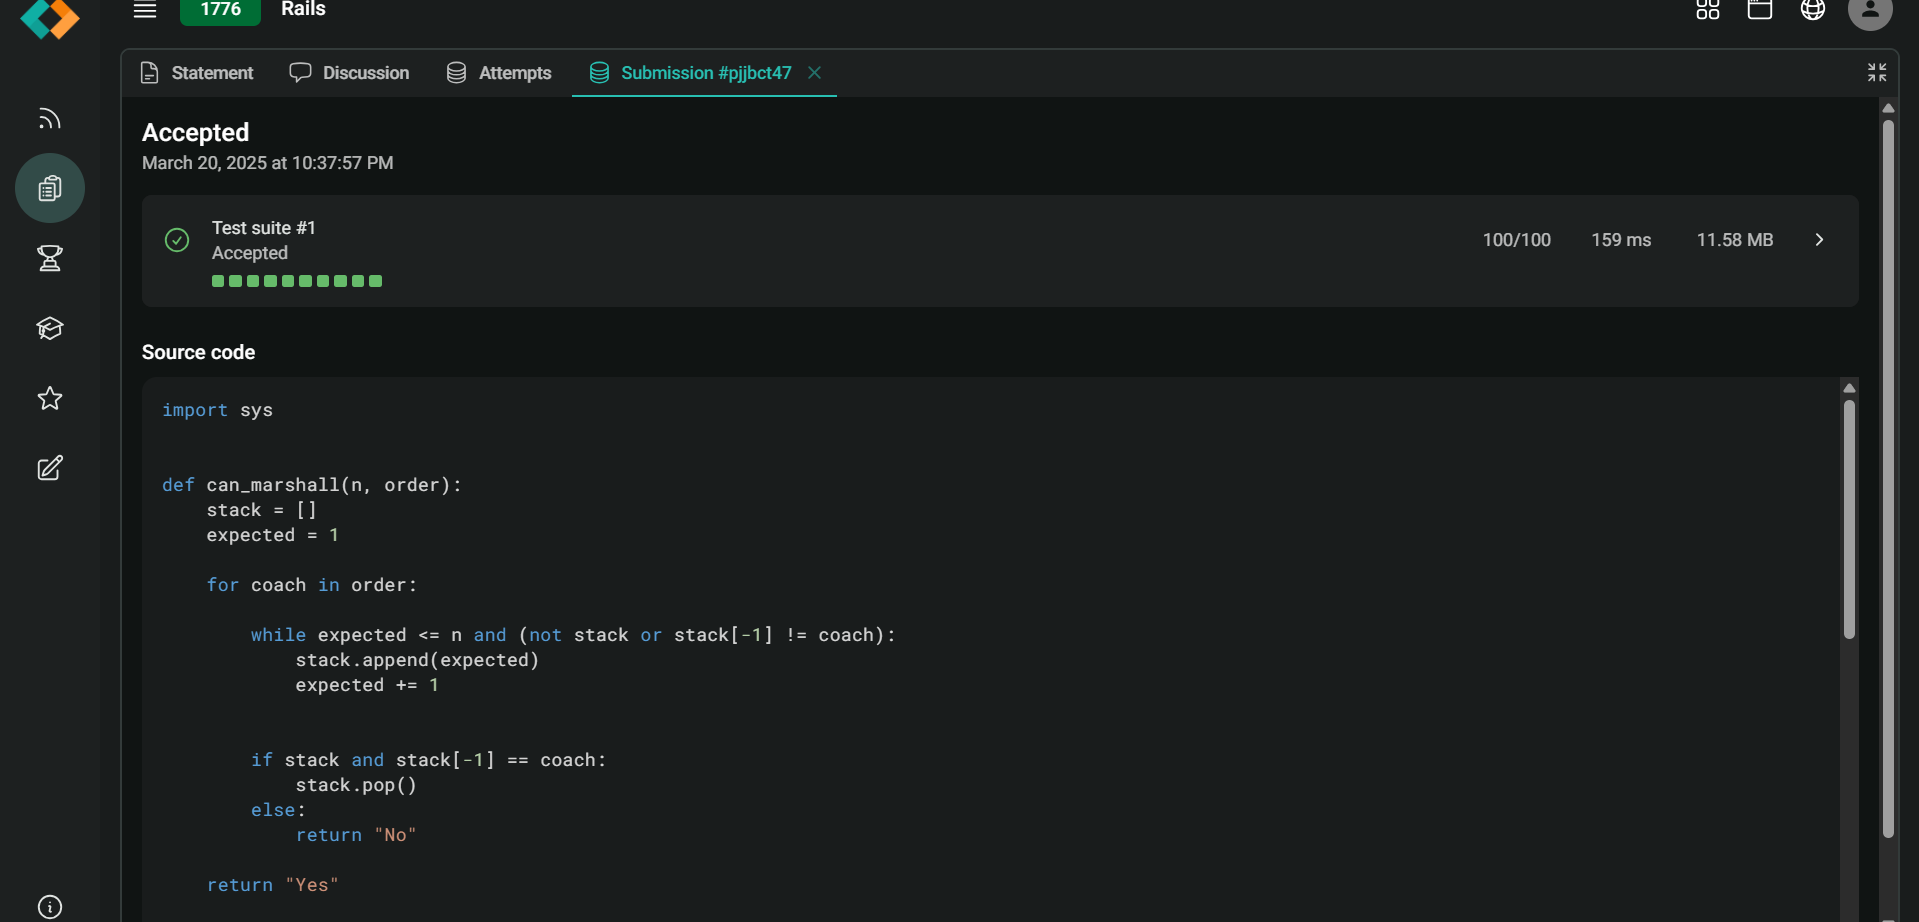 1776 Rails
Statement Discussion Attempts Submission #pjjbct47
Accepted
March 20, 2025 at 10:37:57 PM
Test suite #1
Accepted
100/100 159 ms 11.58 MB
Source code
import sys
def can_marshall(n, order):
    stack = []
    expected = 1
    for coach in order:
        while expected <= n and (not stack or stack[-1] != coach):
            stack.append(expected)
            expected += 1
        if stack and stack[-1] == coach:
            stack.pop()
        else:
            return "No"
    return "Yes"